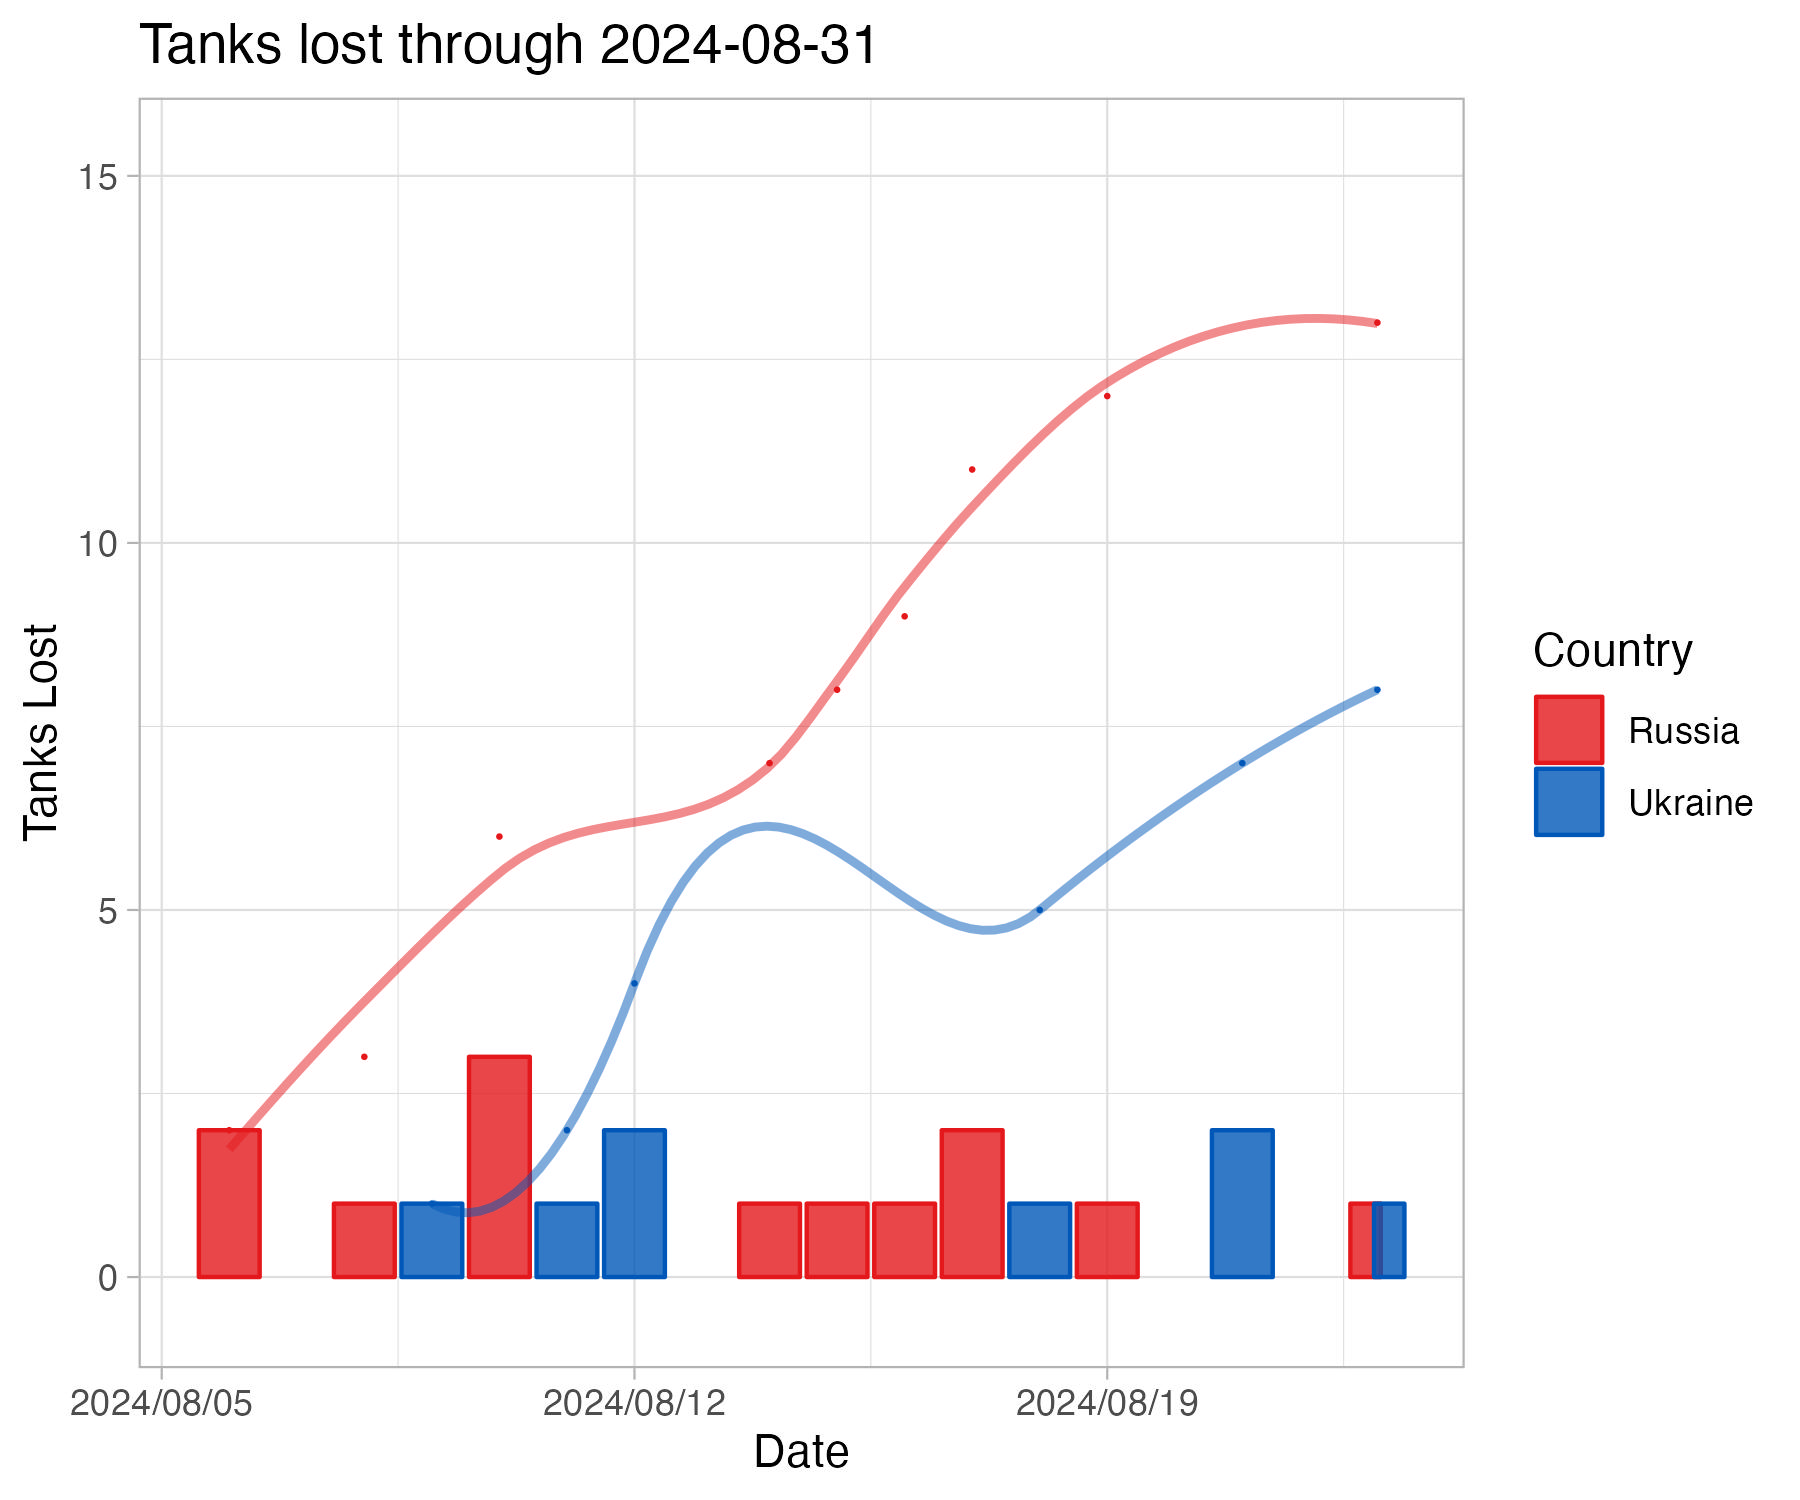 Tanks lost through 2024-08-31
15
10
5
0
Tanks Lost
2024/08/05
2024/08/12
2024/08/19
Date
Country
Russia
Ukraine